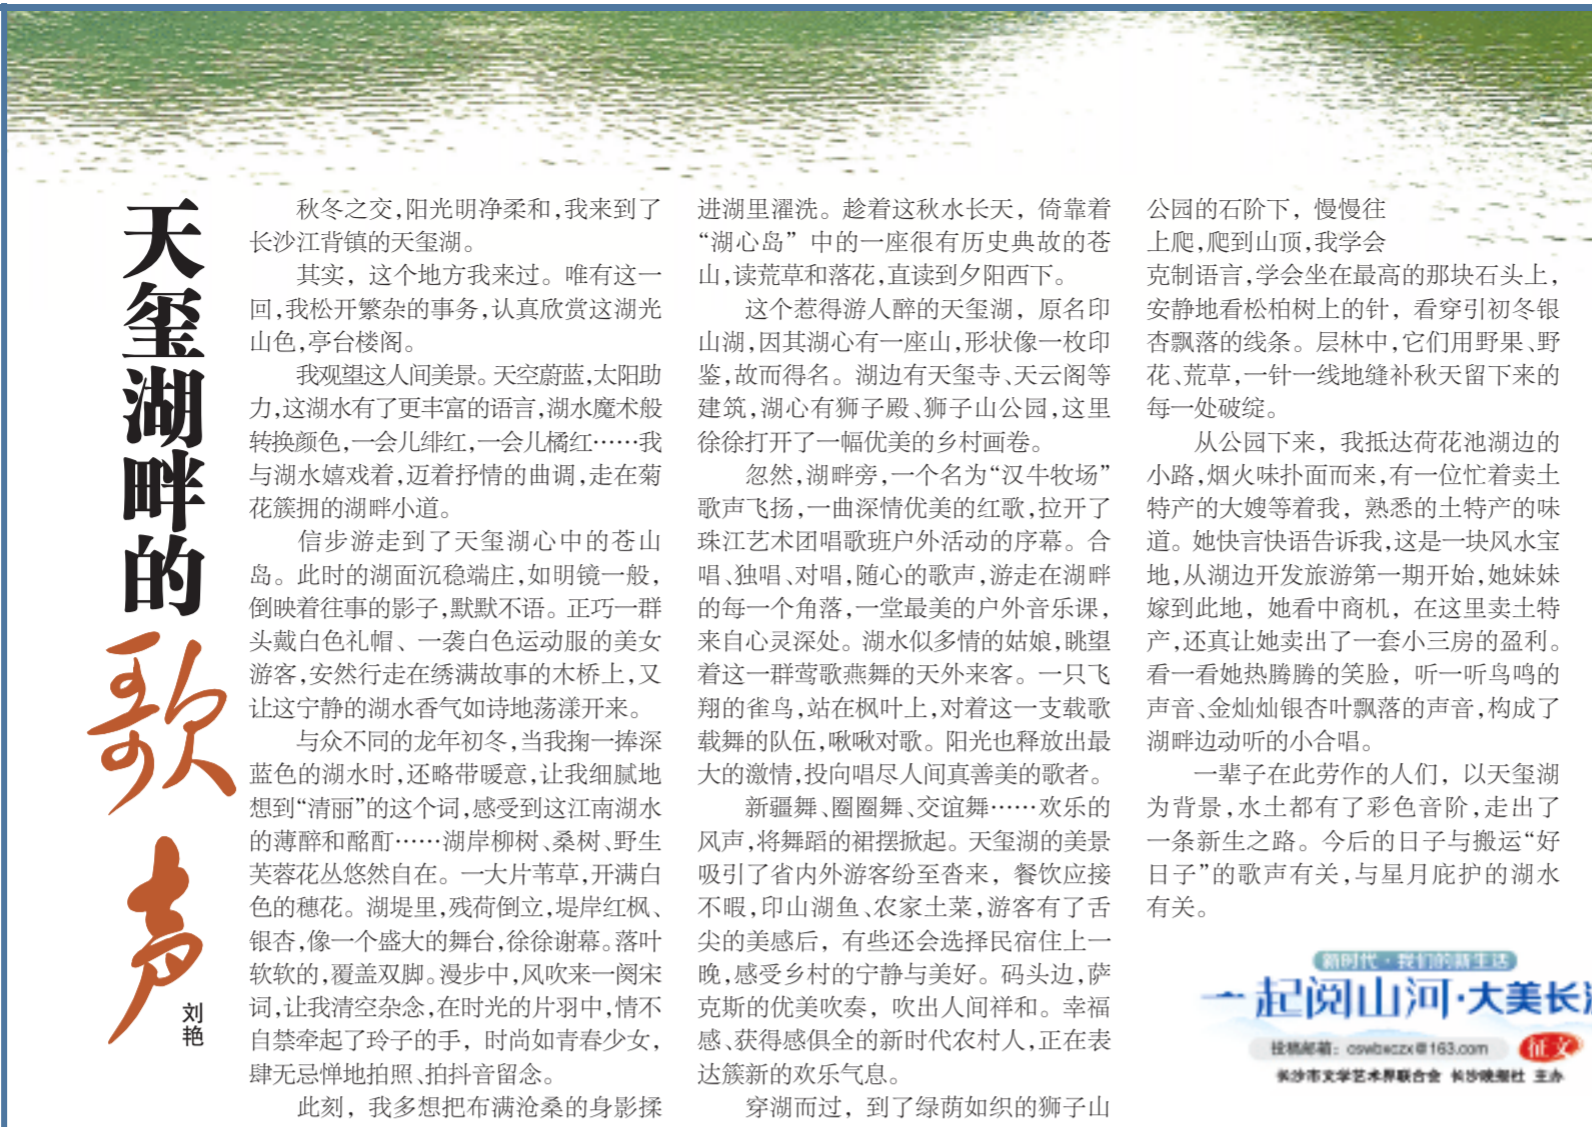 天玺湖畔的歌声
刘艳
秋冬之交,阳光明净柔和,我来到了
长沙江背镇的天玺湖。
其实，这个地方我来过。唯有这一
回,我松开繁杂的事务,认真欣赏这湖光
山色,亭台楼阁。
我观望这人间美景。天空蔚蓝,太阳助
力,这湖水有了更丰富的语言,湖水魔术般
转换颜色,一会儿绯红,一会儿橘红……我
与湖水嬉戏着,迈着抒情的曲调,走在菊
花簇拥的湖畔小道。
信步游走到了天玺湖心中的苍山
岛。此时的湖面沉稳端庄,如明镜一般,
倒映着往事的影子,默默不语。正巧一群
头戴白色礼帽、一袭白色运动服的美女
游客,安然行走在绣满故事的木桥上,又
让这宁静的湖水香气如诗地荡漾开来。
与众不同的龙年初冬,当我掬一捧深
蓝色的湖水时,还略带暖意,让我细腻地
想到“清丽”的这个词,感受到这江南湖水
的薄醉和酩酊……湖岸柳树、桑树、野生
芙蓉花丛悠然自在。一大片苇草,开满白
色的穗花。湖堤里,残荷倒立,堤岸红枫、
银杏,像一个盛大的舞台,徐徐谢幕。落叶
软软的,覆盖双脚。漫步中,风吹来一阕宋
词,让我清空杂念,在时光的片羽中,情不
自禁牵起了玲子的手，时尚如青春少女,
肆无忌惮地拍照、拍抖音留念。
此刻，我多想把布满沧桑的身影揉
进湖里濯洗。趁着这秋水长天，倚靠着
“湖心岛”中的一座很有历史典故的苍
山,读荒草和落花,直读到夕阳西下。
这个惹得游人醉的天玺湖，原名印
山湖,因其湖心有一座山,形状像一枚印
鉴,故而得名。湖边有天玺寺、天云阁等
建筑,湖心有狮子殿、狮子山公园,这里
徐徐打开了一幅优美的乡村画卷。
忽然,湖畔旁,一个名为“汉牛牧场”
歌声飞扬,一曲深情优美的红歌,拉开了
珠江艺术团唱歌班户外活动的序幕。合
唱、独唱、对唱,随心的歌声,游走在湖畔
的每一个角落,一堂最美的户外音乐课,
来自心灵深处。湖水似多情的姑娘,眺望
着这一群莺歌燕舞的天外来客。一只飞
翔的雀鸟,站在枫叶上,对着这一支载歌
载舞的队伍,啾啾对歌。阳光也释放出最
大的激情,投向唱尽人间真善美的歌者。
新疆舞、圈圈舞、交谊舞……欢乐的
风声,将舞蹈的裙摆掀起。天玺湖的美景
吸引了省内外游客纷至沓来，餐饮应接
不暇,印山湖鱼、农家土菜,游客有了舌
尖的美感后，有些还会选择民宿住上一
晚,感受乡村的宁静与美好。码头边,萨
克斯的优美吹奏，吹出人间祥和。幸福
感、获得感俱全的新时代农村人,正在表
达簇新的欢乐气息。
穿湖而过，到了绿荫如织的狮子山
公园的石阶下，慢慢往
上爬,爬到山顶,我学会
克制语言,学会坐在最高的那块石头上,
安静地看松柏树上的针，看穿引初冬银
杏飘落的线条。层林中,它们用野果、野
花、荒草,一针一线地缝补秋天留下来的
每一处破绽。
从公园下来，我抵达荷花池湖边的
小路,烟火味扑面而来,有一位忙着卖土
特产的大嫂等着我，熟悉的土特产的味
道。她快言快语告诉我,这是一块风水宝
地,从湖边开发旅游第一期开始,她妹妹
嫁到此地，她看中商机，在这里卖土特
产,还真让她卖出了一套小三房的盈利。
看一看她热腾腾的笑脸，听一听鸟鸣的
声音、金灿灿银杏叶飘落的声音,构成了
湖畔边动听的小合唱。
一辈子在此劳作的人们，以天玺湖
为背景,水土都有了彩色音阶,走出了
一条新生之路。今后的日子与搬运“好
日子”的歌声有关,与星月庇护的湖水
有关。
新时代·我们的新生活
一起阅山河·大美长
投稿邮箱：cswbwczx@163.com 征文
长沙市文学艺术界联合会 长沙晚报社 主办